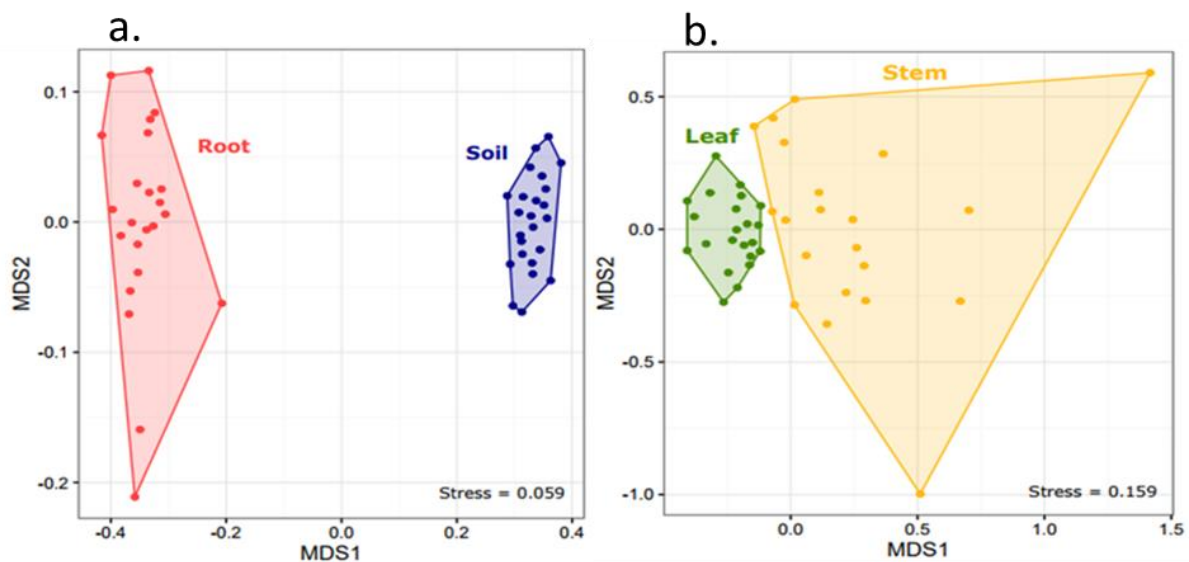 a.
0.1
0.0
-0.1
-0.2
MDS2
Root
Soil
Stress = 0.059
-0.4
-0.2
0.0
0.2
0.4
MDS1
b.
0.5
0.0
-0.5
-1.0
MDS2
Stem
Leaf
Stress = 0.159
0.0
0.5
1.0
1.5
MDS1